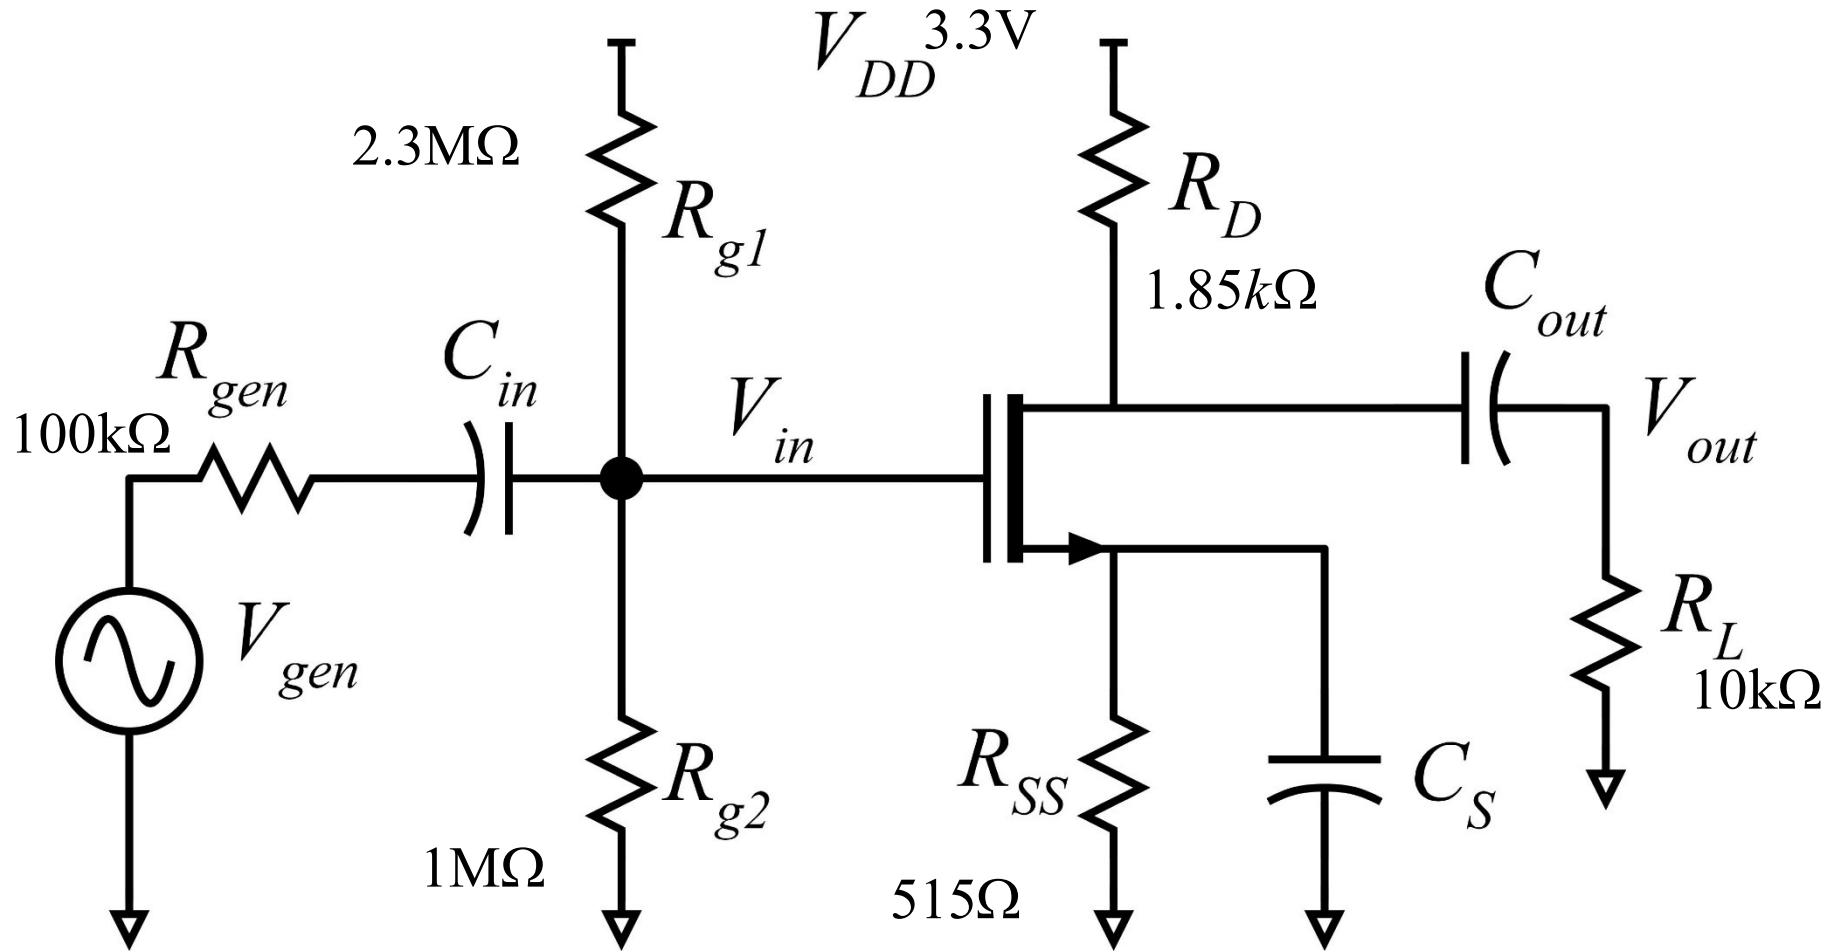 V_DD 3.3V
2.3MΩ
R_g1
R_D
1.85kΩ
C_out
R_gen
C_in
V_in
V_out
100kΩ
V_gen
R_L
10kΩ
R_g2
R_SS
C_S
1MΩ
515Ω